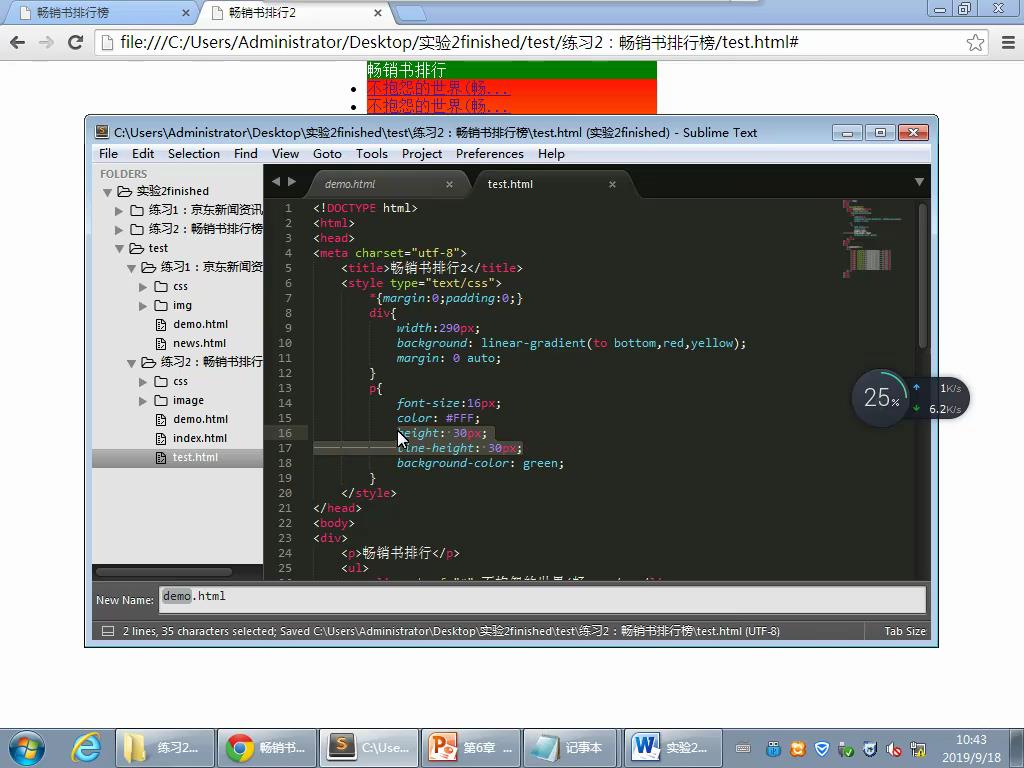 畅销书排行榜
畅销书排行2
file:///C:/Users/Administrator/Desktop/实验2finished/test/练习2：畅销书排行榜/test.html#
畅销书排行
不抱怨的世界(畅...
不抱怨的世界(畅...
C:\Users\Administrator\Desktop\实验2finished\test\练习2：畅销书排行榜\test.html (实验2finished) - Sublime Text
File Edit Selection Find View Goto Tools Project Preferences Help
FOLDERS
实验2finished
练习1：京东新闻资讯
练习2：畅销书排行榜
test
练习1：京东新闻资
css
img
demo.html
news.html
练习2：畅销书排行
css
image
demo.html
index.html
test.html
demo.html
test.html
1 <!DOCTYPE html>
2 <html>
3 <head>
4 <meta charset="utf-8">
5 <title>畅销书排行2</title>
6 <style type="text/css">
7 *{margin:0;padding:0;}
8 div{
9 width:290px;
10 background: linear-gradient(to bottom,red,yellow);
11 margin: 0 auto;
12 }
13 p{
14 font-size:16px;
15 color: #FFF;
16 height: 30px;
17 line-height: 30px;
18 background-color: green;
19 }
20 </style>
21 </head>
22 <body>
23 <div>
24 <p>畅销书排行</p>
25 <ul>
New Name: demo.html
2 lines, 35 characters selected; Saved C:\Users\Administrator\Desktop\实验2finished\test\练习2：畅销书排行榜\test.html (UTF-8)
Tab Size
25%
1K/s
6.2K/s
练习2...
畅销书...
C:\Use...
第6章 ...
记事本
实验2...
10:43
2019/9/18